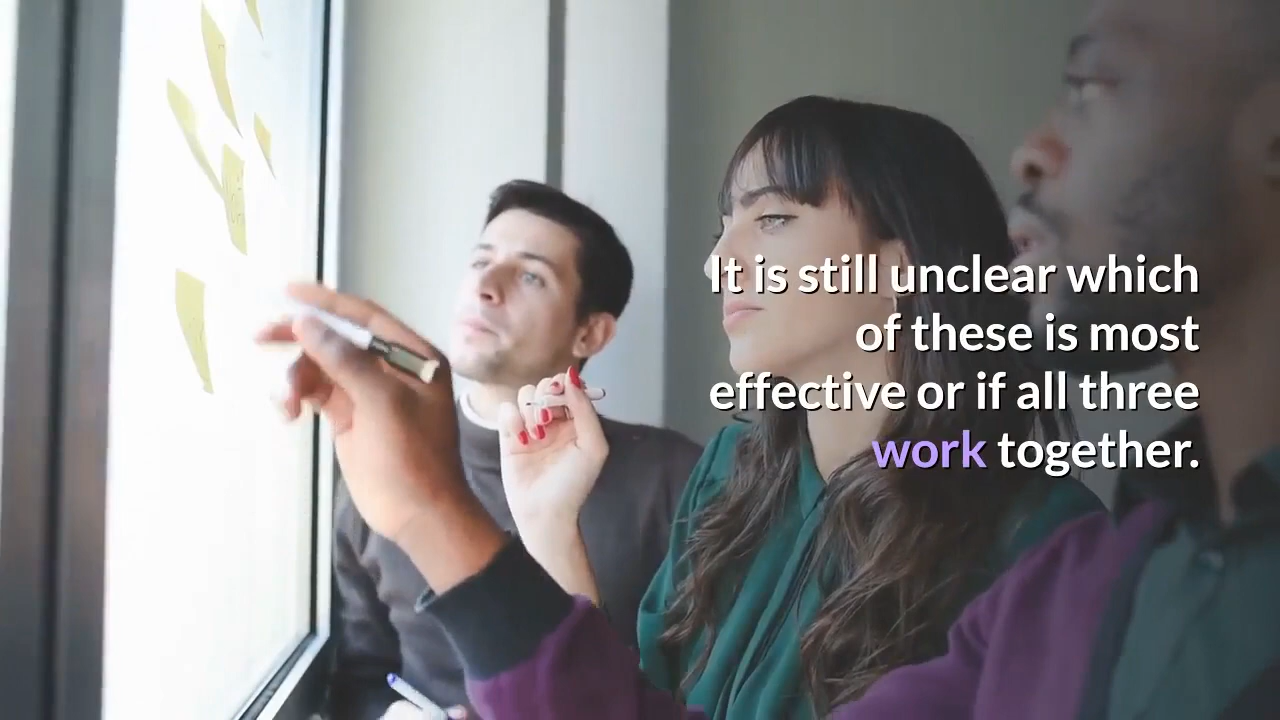 It is still unclear which
of these is most
effective or if all three
work together.